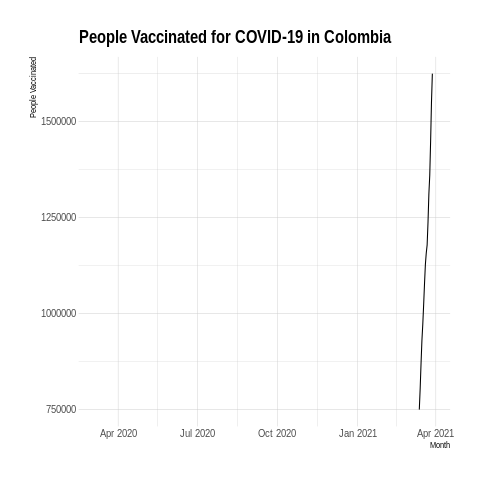 People Vaccinated for COVID-19 in Colombia
People Vaccinated
1500000
1250000
1000000
750000
Apr 2020 Jul 2020 Oct 2020 Jan 2021 Apr 2021
Month